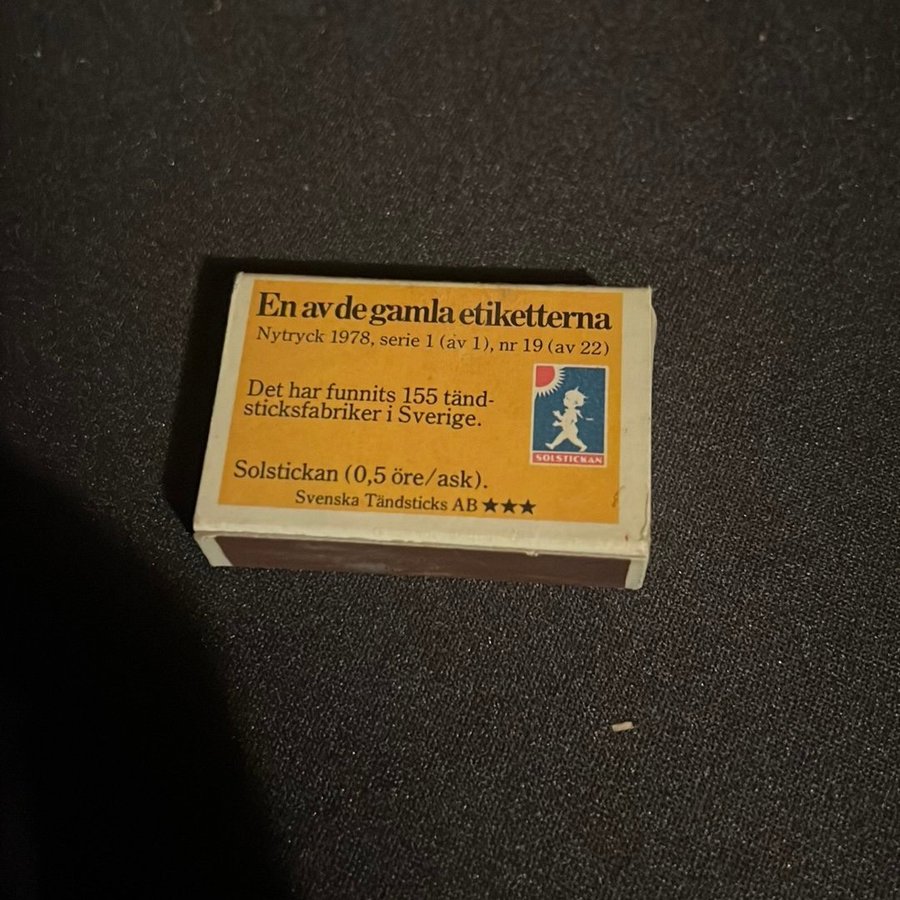 En av de gamla etiketterna
Nytryck 1978, serie 1 (av 1), nr 19 (av 22)
Det har funnits 155 tänd-
sticksfabriker i Sverige.
SOLSTICKAN
Solstickan (0,5 öre/ask).
Svenska Tändsticks AB ★★★